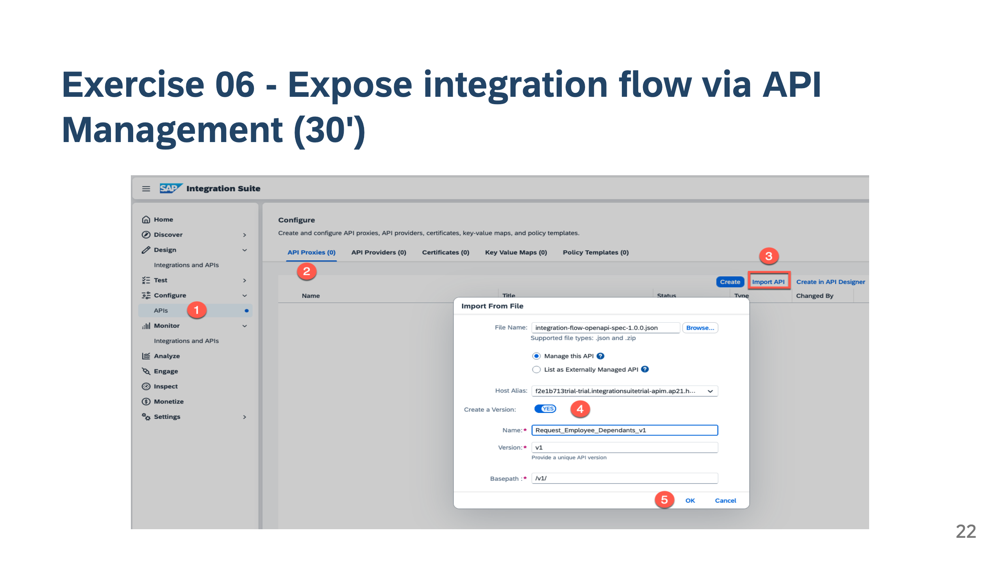 Exercise 06 - Expose integration flow via API
Management (30')
SAP Integration Suite
Home
Discover
Design
Integrations and APIs
Test
Configure
APIs 1
Monitor
Integrations and APIs
Analyze
Engage
Inspect
Monetize
Settings
Configure
Create and configure API proxies, API providers, certificates, key-value maps, and policy templates.
API Proxies (0) API Providers (0) Certificates (0) Key Value Maps (0) Policy Templates (0)
2
3
Create Import API Create in API Designer
Name Title Status Type Changed By
Import From File
File Name: integration-flow-openapi-spec-1.0.0.json Browse...
Supported file types: .json and .zip
Manage this API ?
List as Externally Managed API ?
Host Alias: f2e1b713trial-trial.integrationsuitetrial-apim.ap21.h...
Create a Version: YES 4
Name:* Request_Employee_Dependants_v1
Version:* v1
Provide a unique API version
Basepath :* /v1/
5 OK Cancel
22